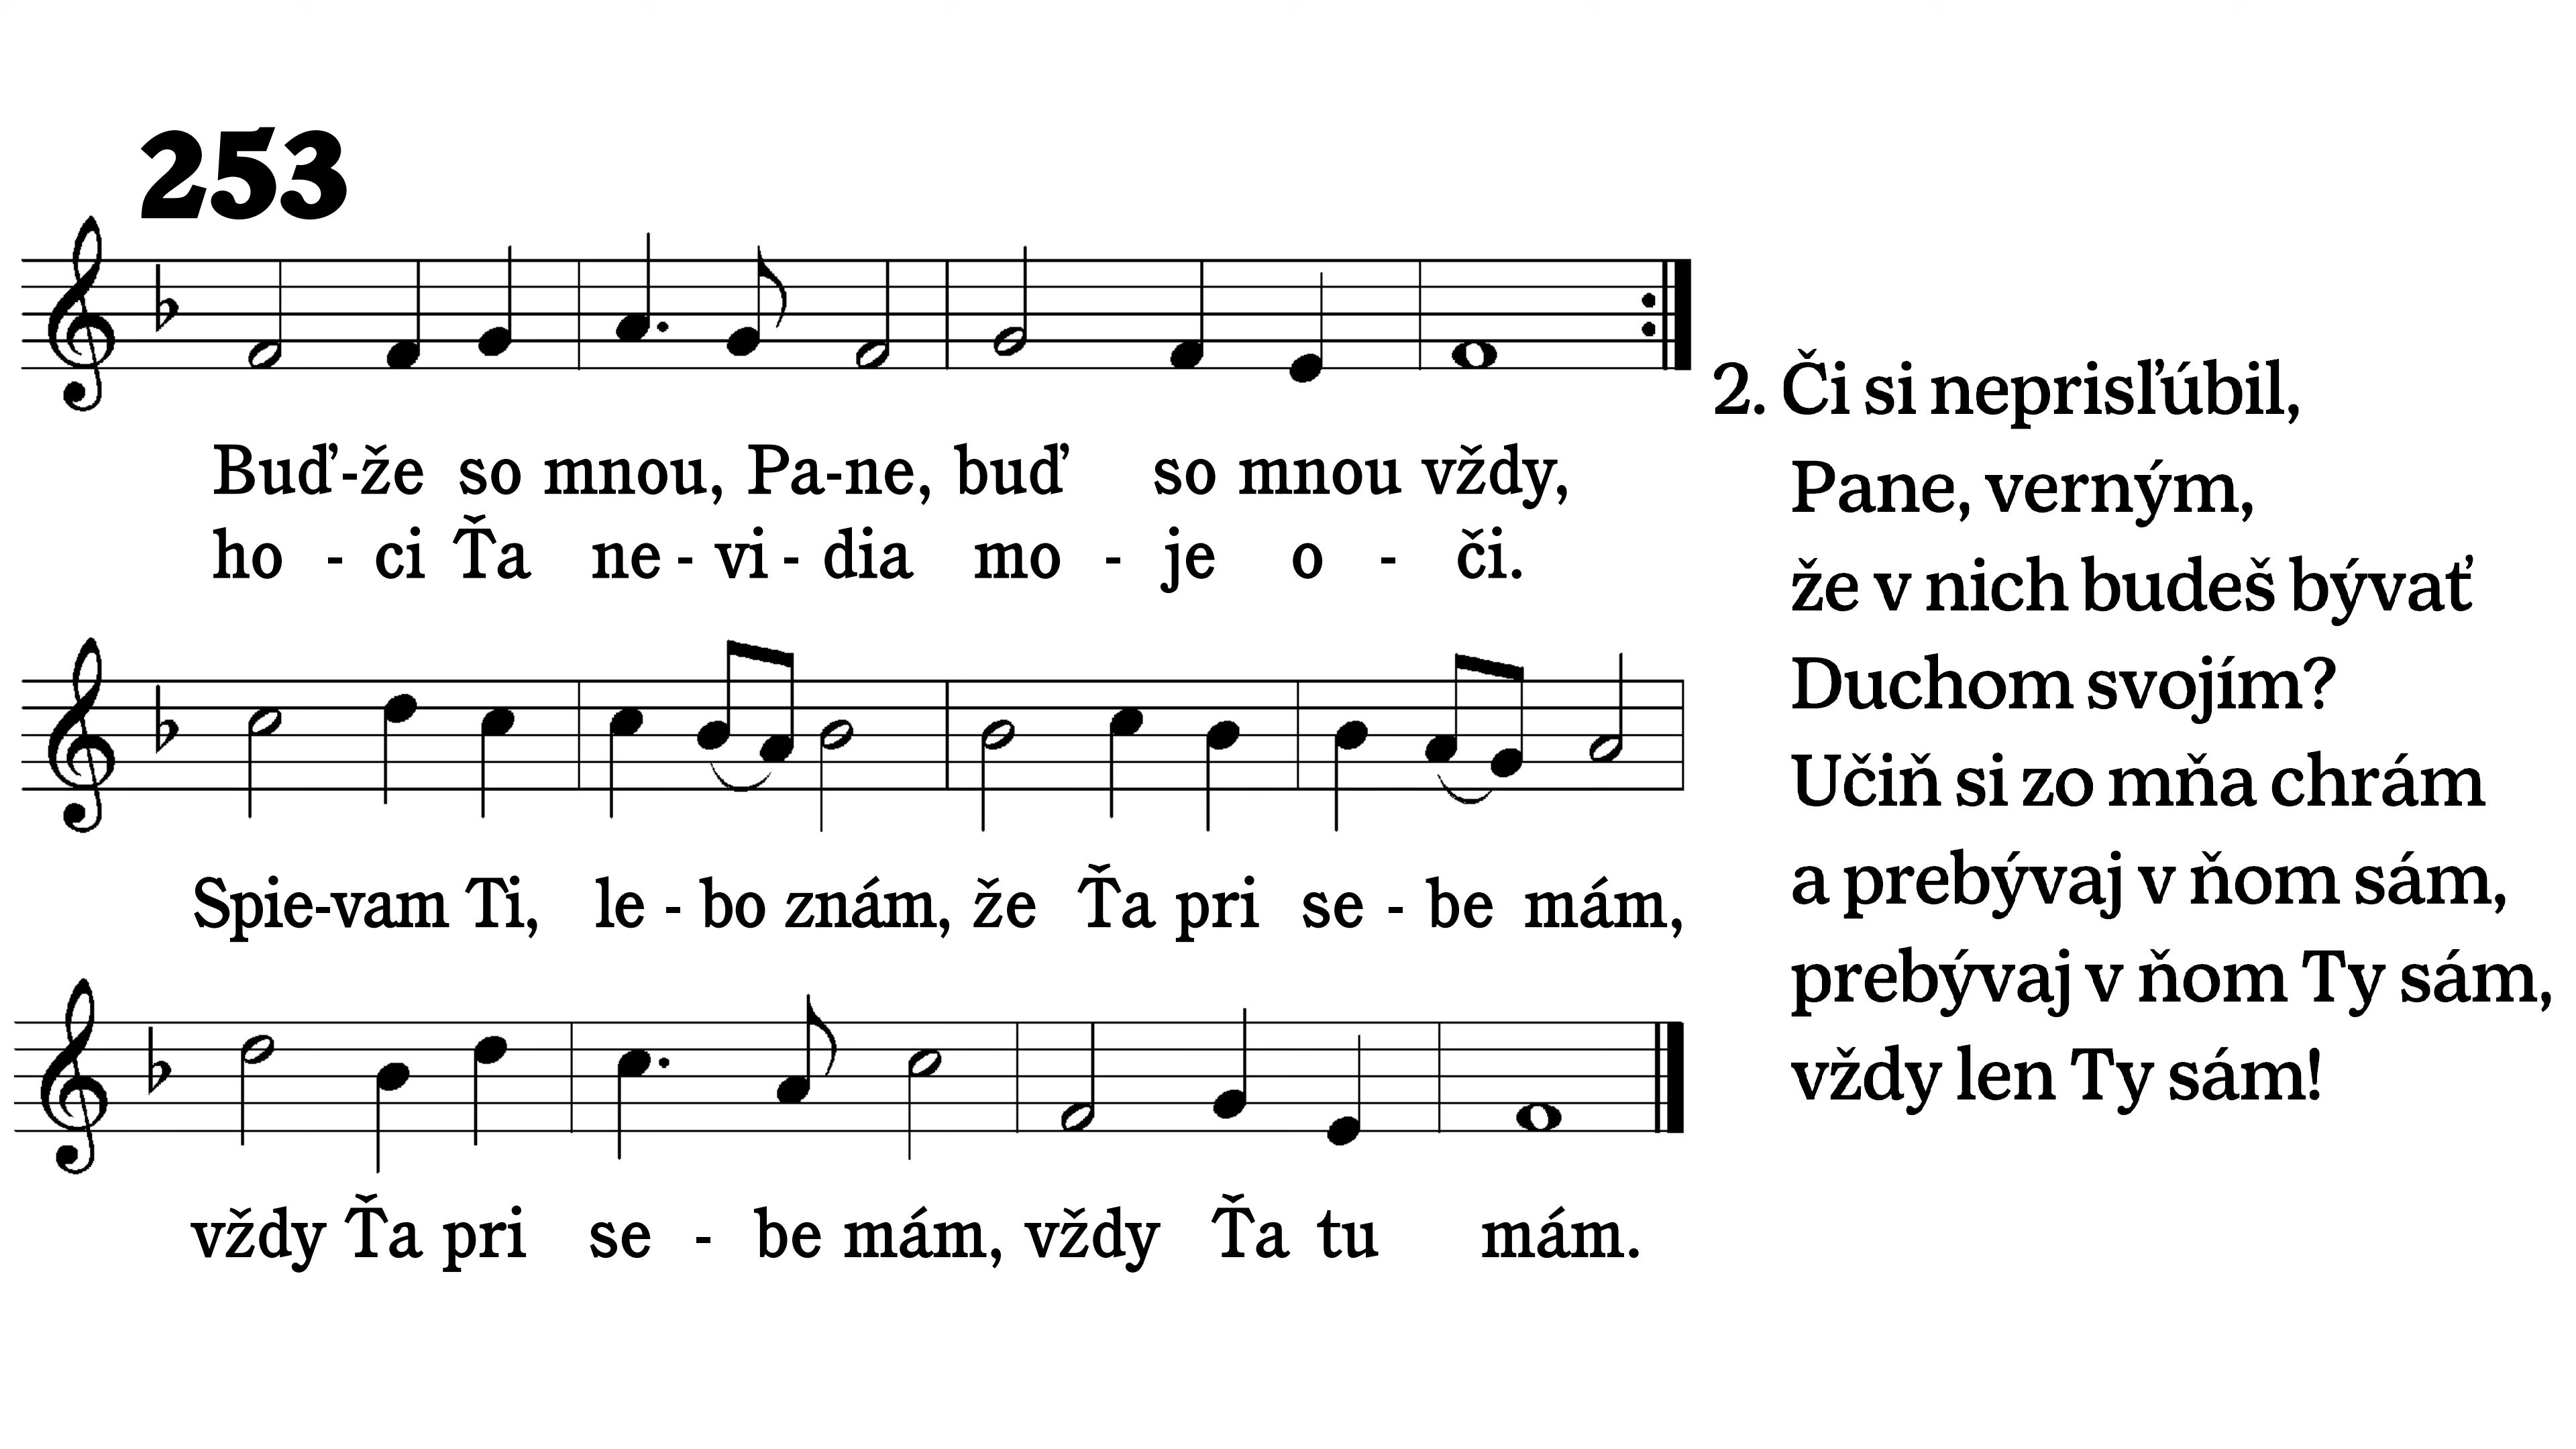 253
Buď-že so mnou, Pa-ne, buď so mnou vždy,
ho - ci Ťa ne - vi - dia mo - je o - či.
Spie-vam Ti, le - bo znám, že Ťa pri se - be mám,
vždy Ťa pri se - be mám, vždy Ťa tu mám.
2. Či si neprisľúbil,
Pane, verným,
že v nich budeš bývať
Duchom svojím?
Učiň si zo mňa chrám
a prebývaj v ňom sám,
prebývaj v ňom Ty sám,
vždy len Ty sám!